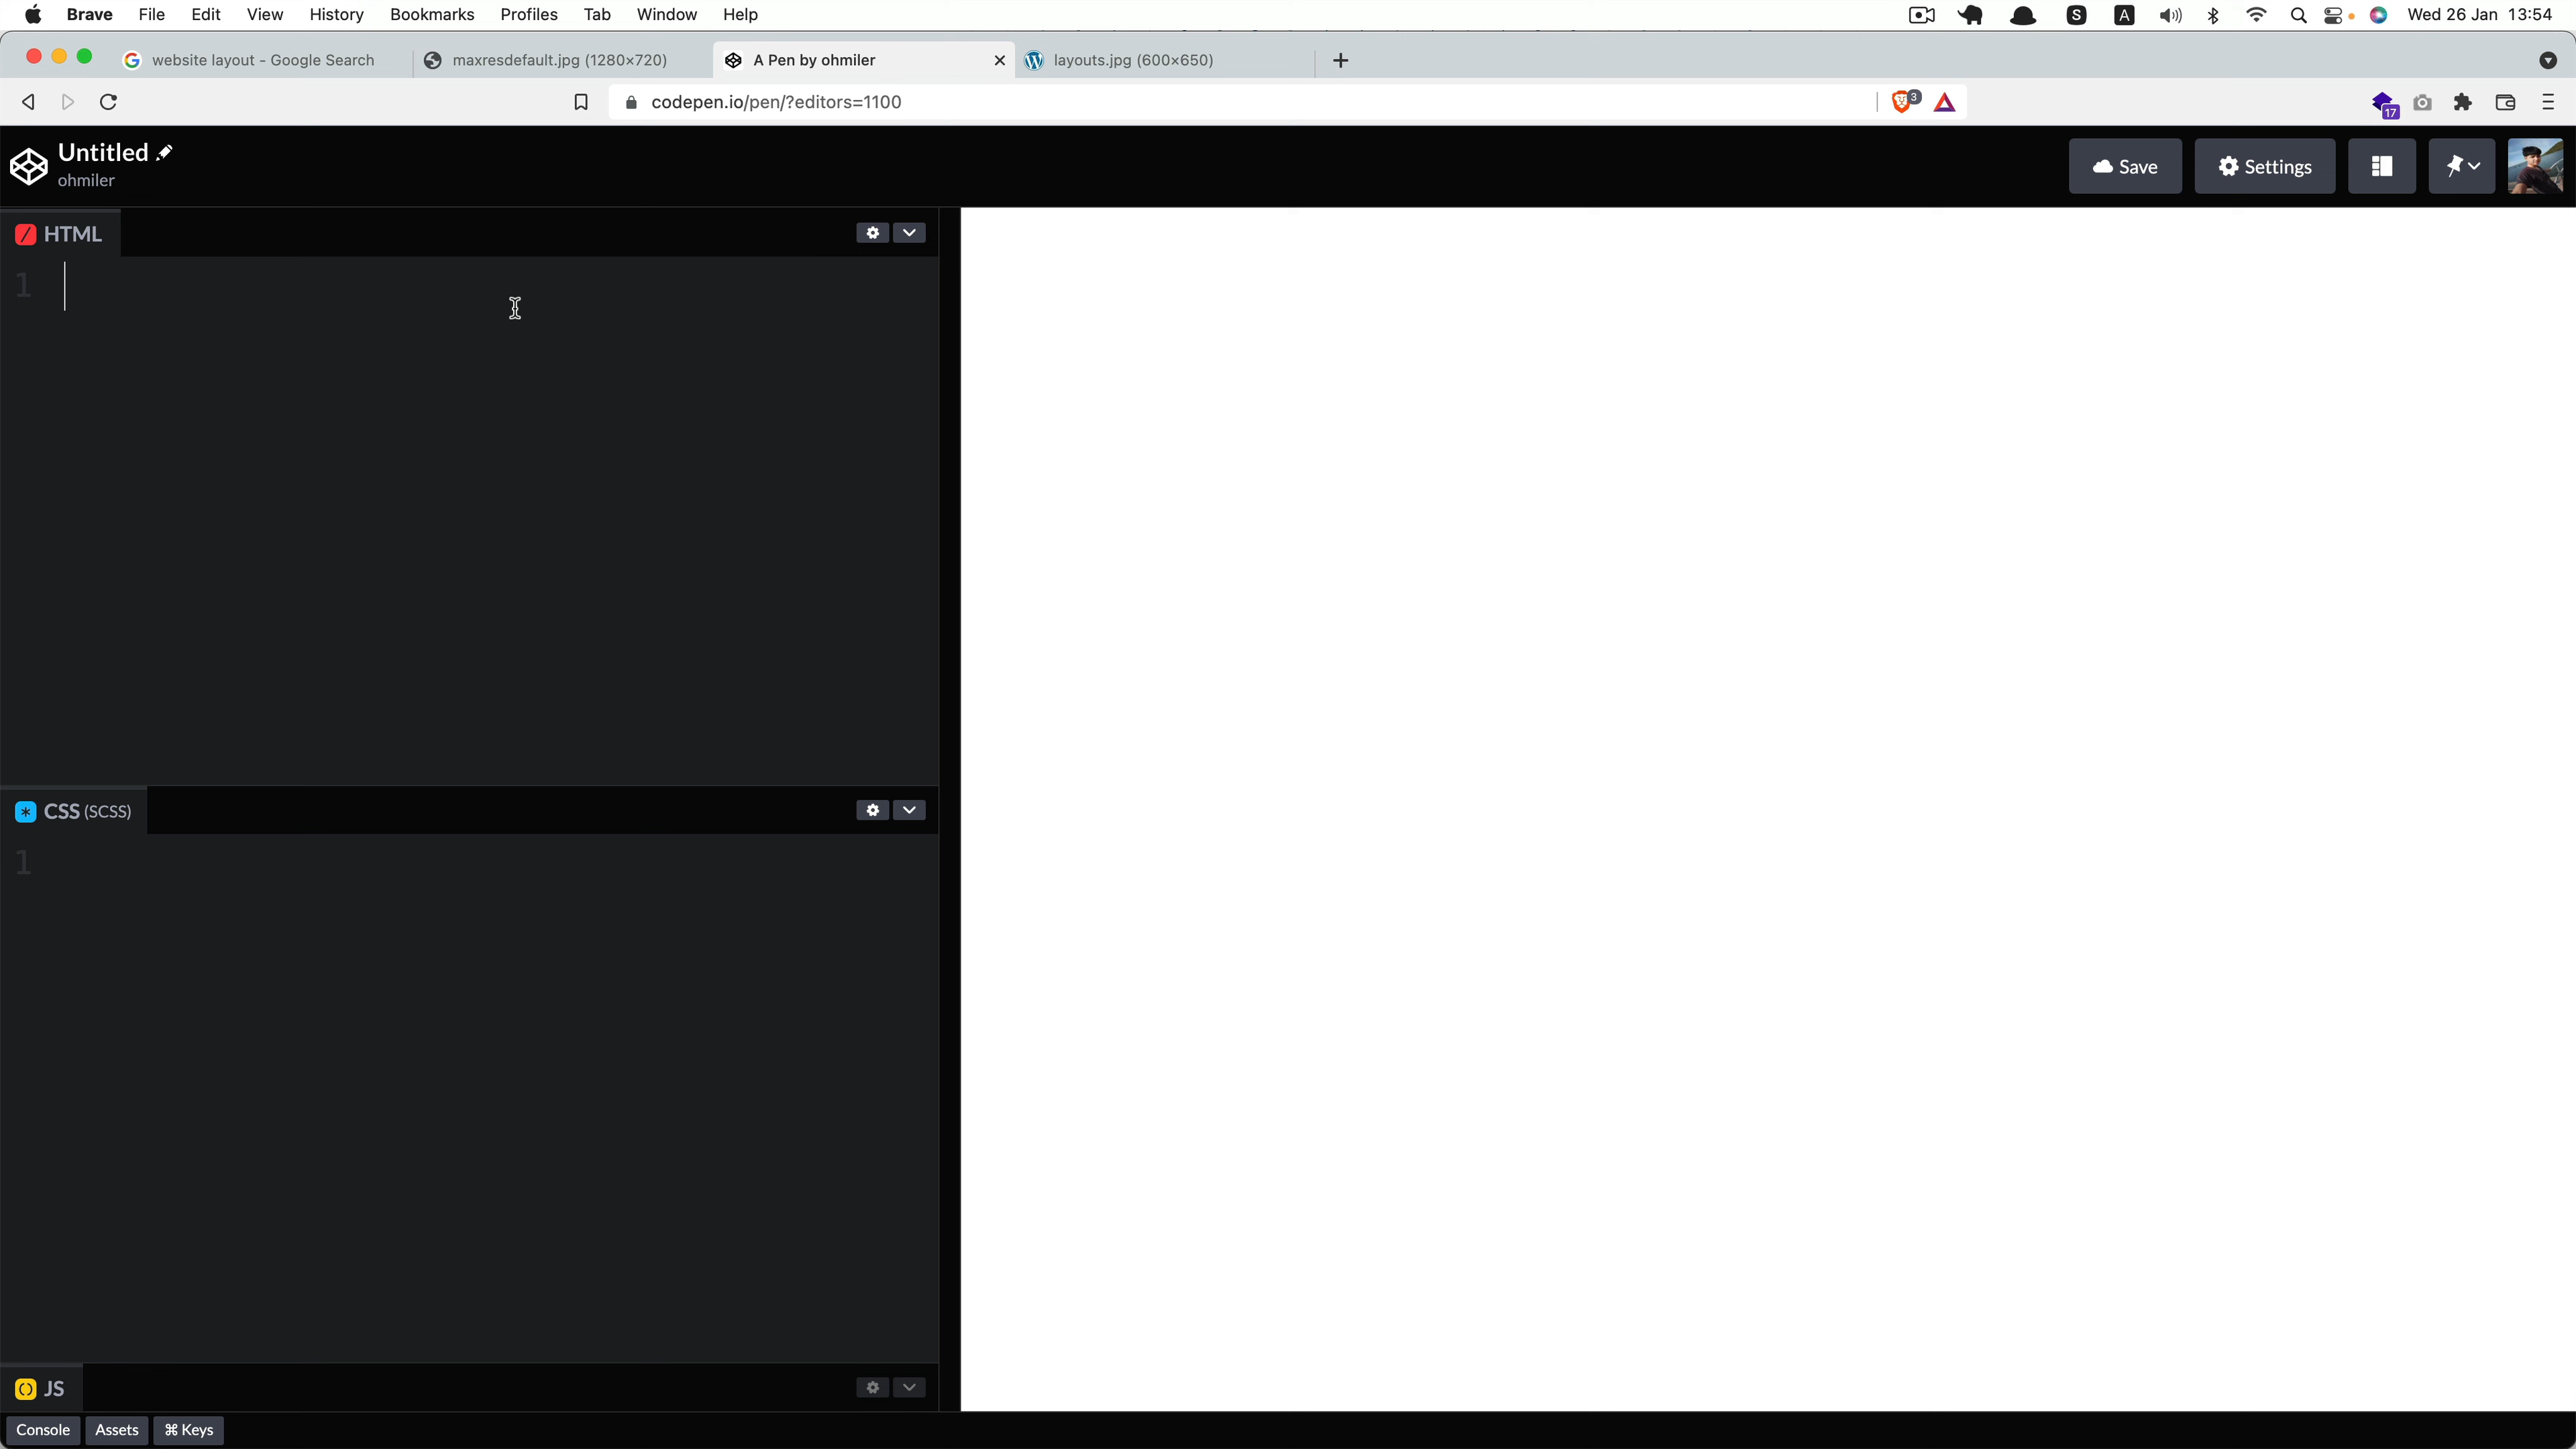 Brave File Edit View History Bookmarks Profiles Tab Window Help S A Wed 26 Jan 13:54
website layout - Google Search maxresdefault.jpg (1280×720) A Pen by ohmiler layouts.jpg (600×650)
codepen.io/pen/?editors=1100 3 17
Untitled
ohmiler
Save Settings
HTML
1
CSS (SCSS)
1
JS
Console Assets ⌘ Keys